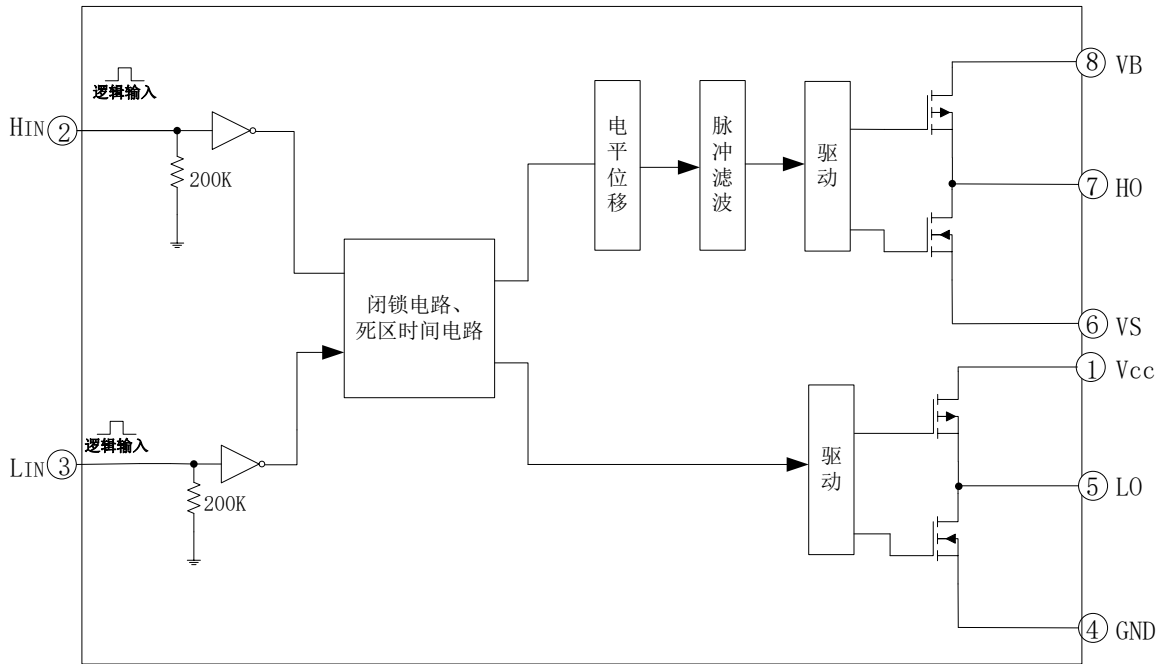 逻辑输入
HIN ②
200K
逻辑输入
LIN ③
200K
闭锁电路、
死区时间电路
电平位移
脉冲滤波
驱动
驱动
⑧ VB
⑦ HO
⑥ VS
① Vcc
⑤ LO
④ GND